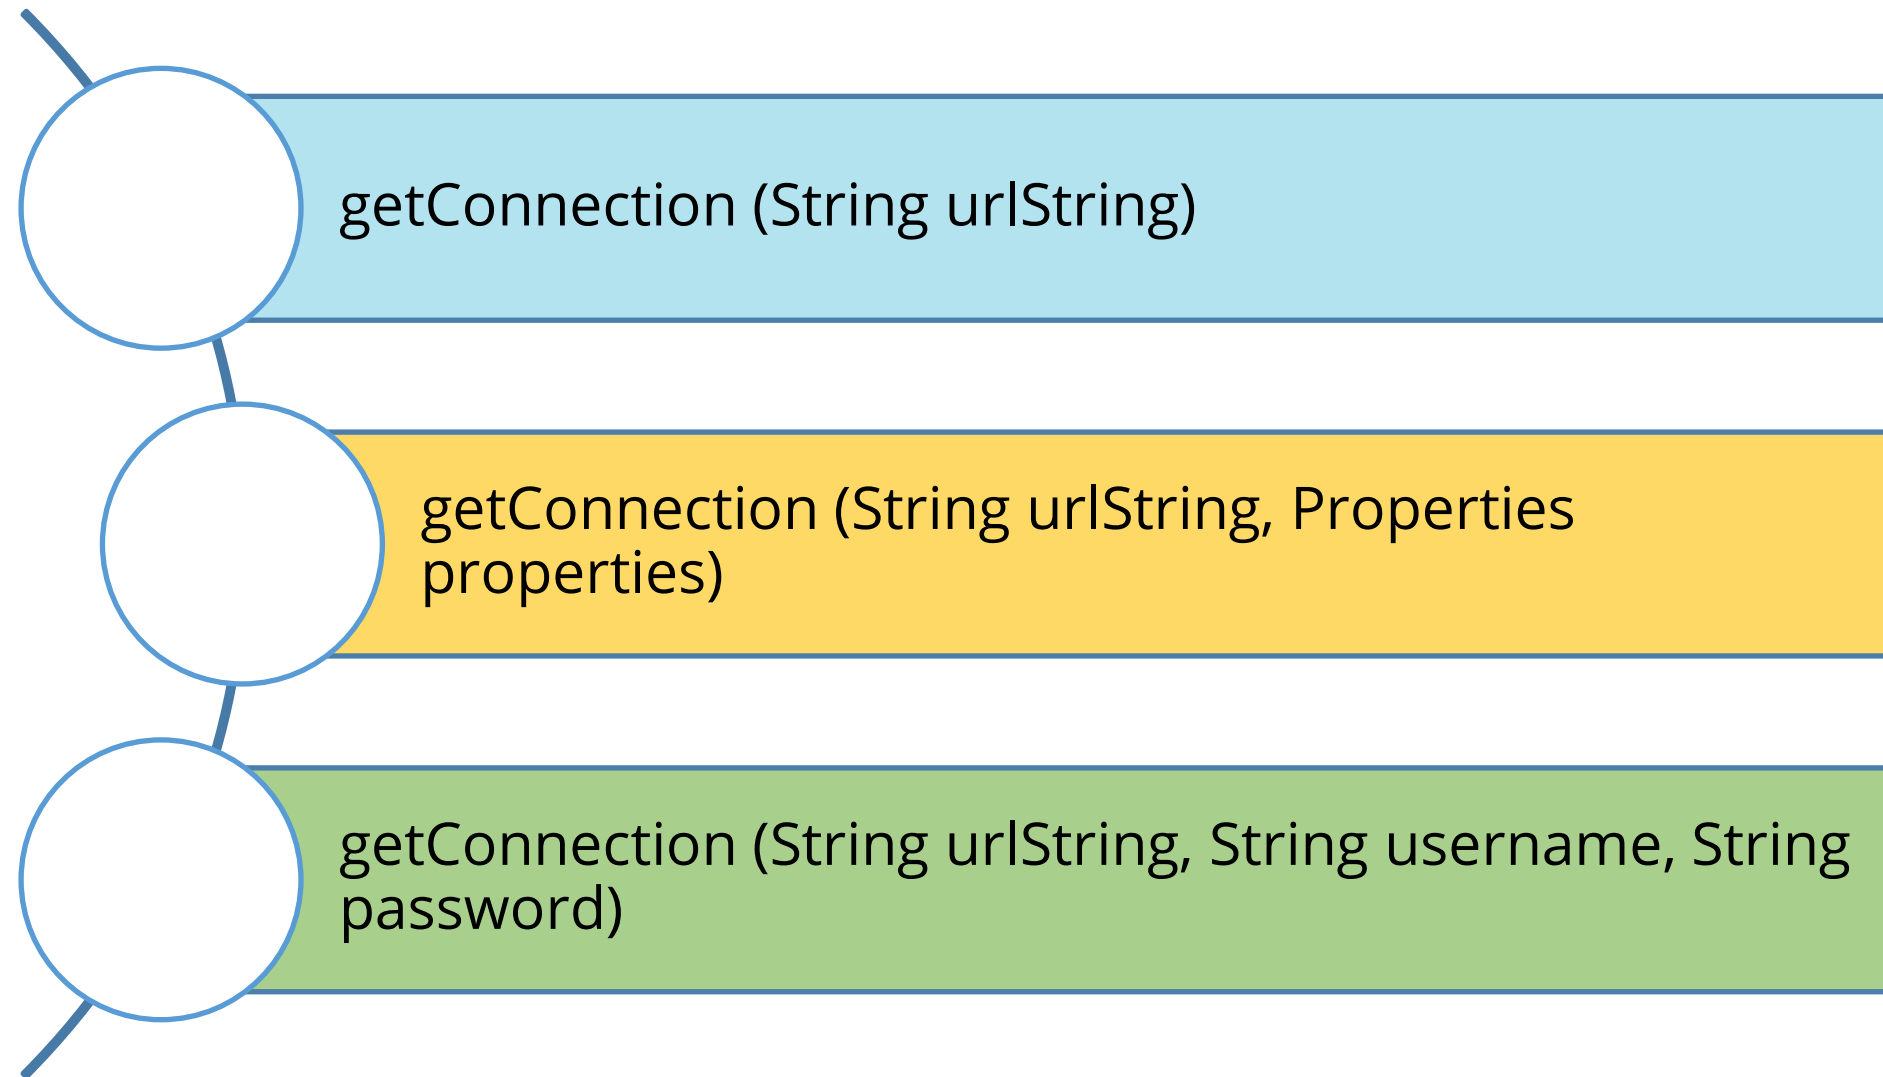 getConnection (String urlString)
getConnection (String urlString, Properties
properties)
getConnection (String urlString, String username, String
password)